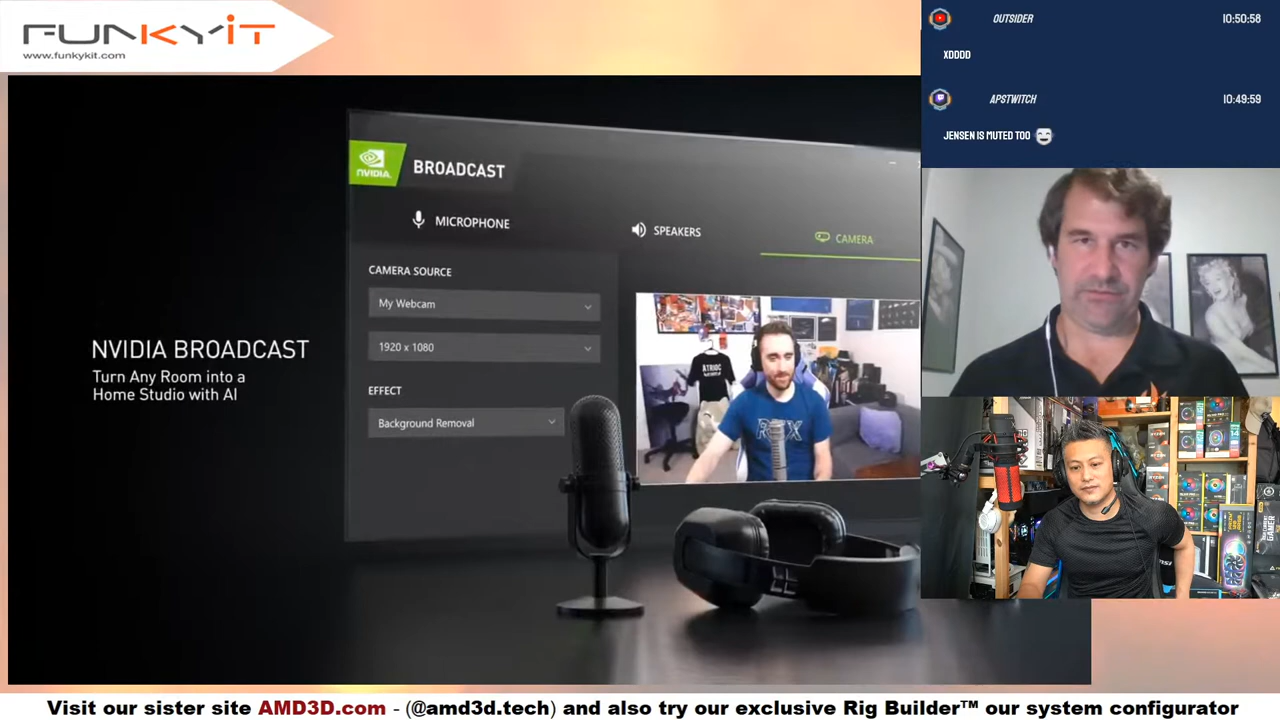 FUNKYiT
www.funkykit.com
OUTSIDER
10:50:58
XDDDD
APSTWITCH
10:49:59
JENSEN IS MUTED TOO
NVIDIA.
BROADCAST
MICROPHONE
SPEAKERS
CAMERA
CAMERA SOURCE
My Webcam
1920 x 1080
EFFECT
Background Removal
NVIDIA BROADCAST
Turn Any Room into a
Home Studio with AI
ATRIOC
Visit our sister site AMD3D.com - (@amd3d.tech) and also try our exclusive Rig Builder™ our system configurator